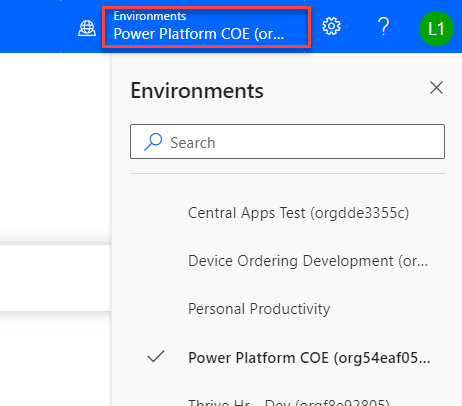 Environments
Power Platform COE (or...
?
L1
Environments
Search
Central Apps Test (orgdde3355c)
Device Ordering Development (or...
Personal Productivity
Power Platform COE (org54eaf05...
Thrive Hr - Dev (orgf8e92805)